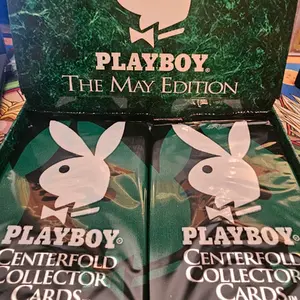 PLAYBOY®
THE MAY EDITION
PLAYBOY®
CENTERFOLD
COLLECTOR
CARDS
PLAYBOY®
CENTERFOLD
COLLECTOR
CARDS